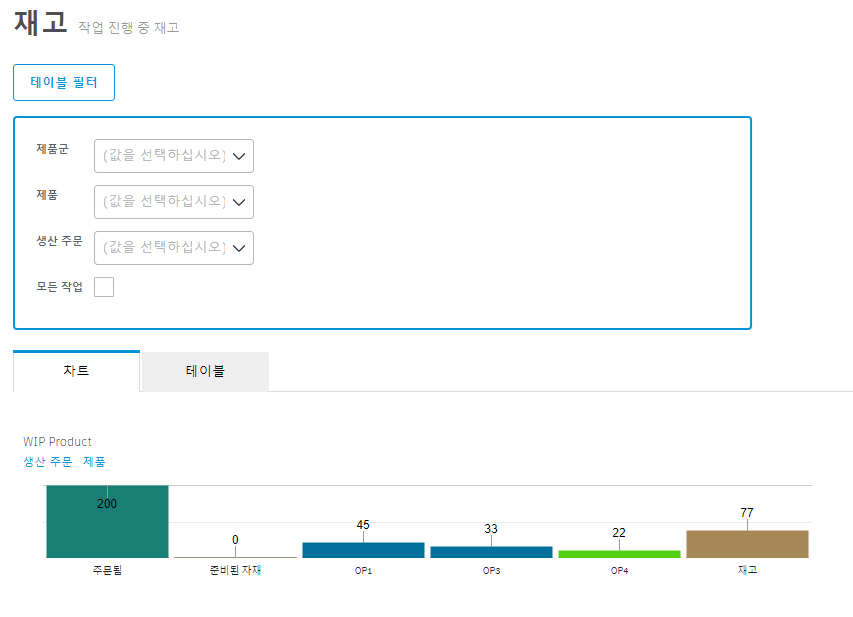 재고 작업 진행 중 재고
테이블 필터
제품군 (값을 선택하십시오)
제품 (값을 선택하십시오)
생산 주문 (값을 선택하십시오)
모든 작업
차트 테이블
WIP Product
생산 주문 제품
200 0 45 33 22 77
주문됨 준비된 자재 OP1 OP3 OP4 재고